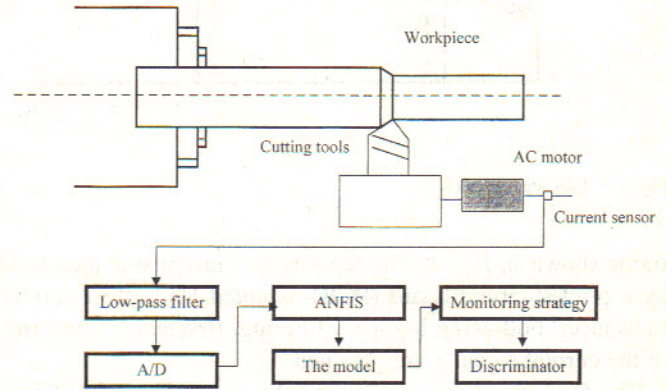 Workpiece
Cutting tools
AC motor
Current sensor
Low-pass filter
ANFIS
Monitoring strategy
A/D
The model
Discriminator